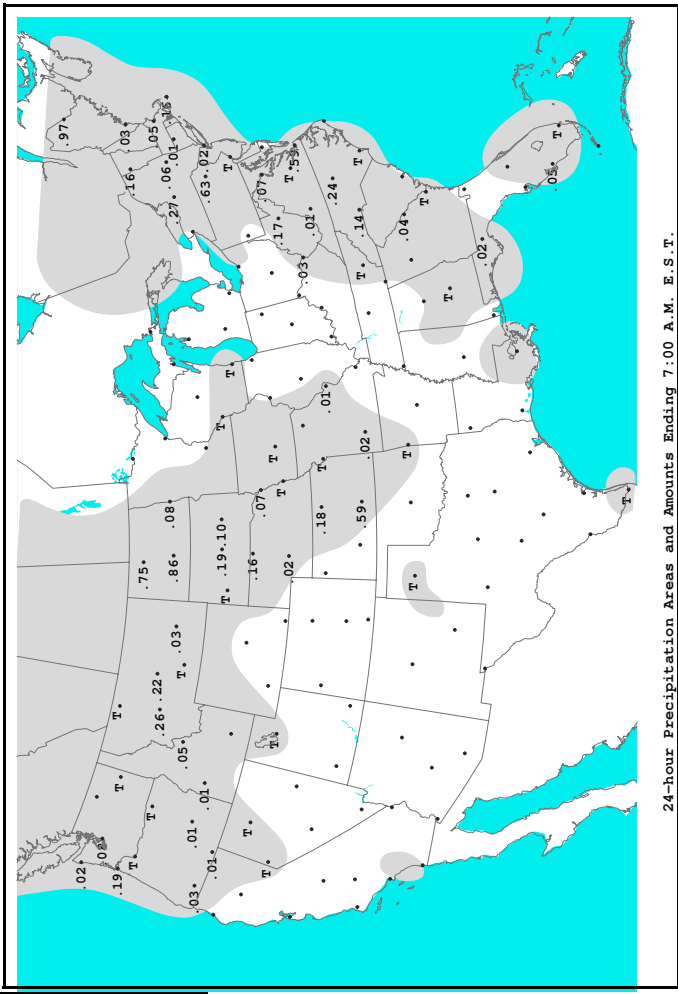 .97
.02
T
.19
T
.03
.16
T
.75
T
.05
.22
.26
.16
.06
.08
.01
.86
.27
.03
T
.05
.01
.03
.02
.63
.01
.01
T
.19 .10
T
T
T
T
.16
.07
.07
T
T
T
.17
T
.02
T
.03
.01
.18
T
.01
.24
T
.14
.59
T
.02
.04
T
T
T
T
.02
.05
T
T
24-hour Precipitation Areas and Amounts Ending 7:00 A.M. E.S.T.